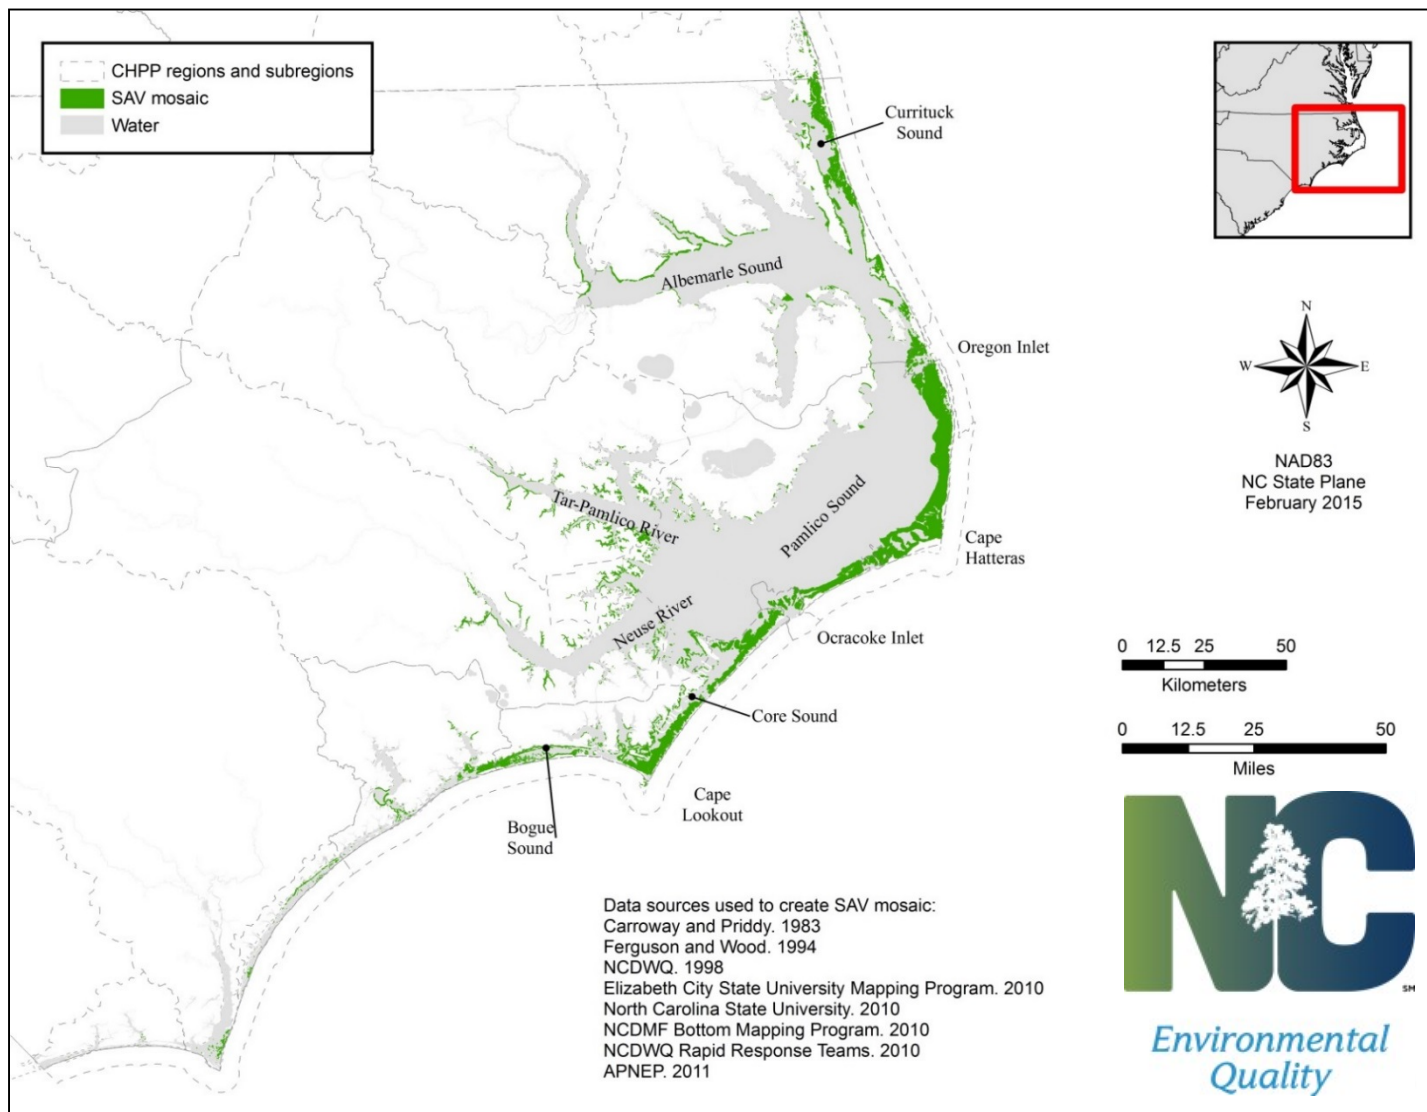 CHPP regions and subregions
SAV mosaic
Water
Currituck
Sound
Albemarle Sound
Oregon Inlet
N
W
E
S
NAD83
NC State Plane
February 2015
Tar-Pamlico River
Pamlico Sound
Cape
Hatteras
Neuse River
Ocracoke Inlet
0 12.5 25 50
Kilometers
Core Sound
0 12.5 25 50
Miles
Cape
Lookout
Bogue
Sound
Data sources used to create SAV mosaic:
Carroway and Priddy. 1983
Ferguson and Wood. 1994
NCDWQ. 1998
Elizabeth City State University Mapping Program. 2010
North Carolina State University. 2010
NCDMF Bottom Mapping Program. 2010
NCDWQ Rapid Response Teams. 2010
APNEP. 2011
NC
SM
Environmental
Quality